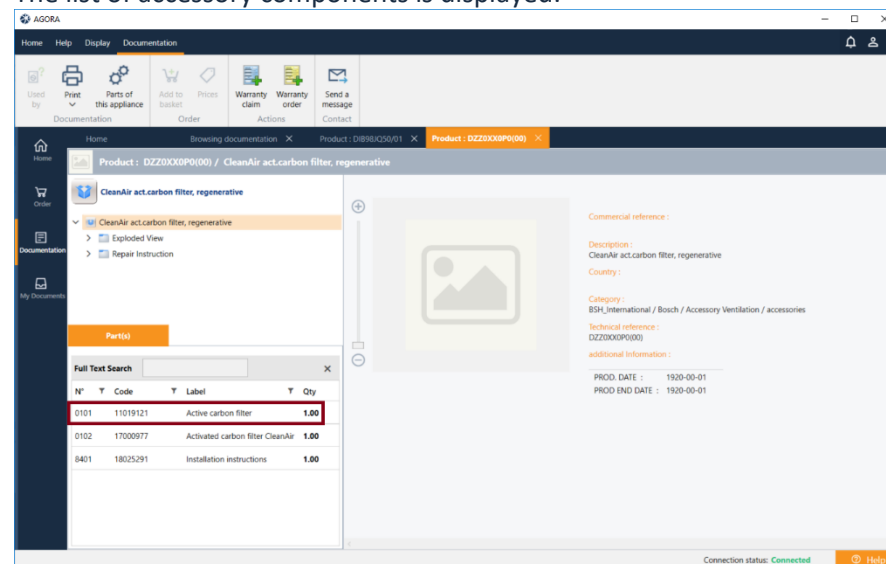 The list of accessory components is displayed.
AGORA
Home Help Display Documentation
Used by
Print
Parts of this appliance
Add to basket
Prices
Warranty claim
Warranty order
Send a message
Documentation
Order
Actions
Contact
Home
Browsing documentation
Product : DIB98JQ50/01
Product : DZZ0XX0P0(00)
Home
Order
Documentation
My Documents
Product : DZZ0XX0P0(00) / CleanAir act.carbon filter, regenerative
CleanAir act.carbon filter, regenerative
CleanAir act.carbon filter, regenerative
Exploded View
Repair Instruction
Part(s)
Full Text Search
N° Code Label Qty
0101 11019121 Active carbon filter 1.00
0102 17000977 Activated carbon filter CleanAir 1.00
8401 18025291 Installation instructions 1.00
Commercial reference :
Description :
CleanAir act.carbon filter, regenerative
Country :
Category :
BSH_International / Bosch / Accessory Ventilation / accessories
Technical reference :
DZZ0XX0P0(00)
additional Information :
PROD. DATE : 1920-00-01
PROD END DATE : 1920-00-01
Connection status: Connected
Help